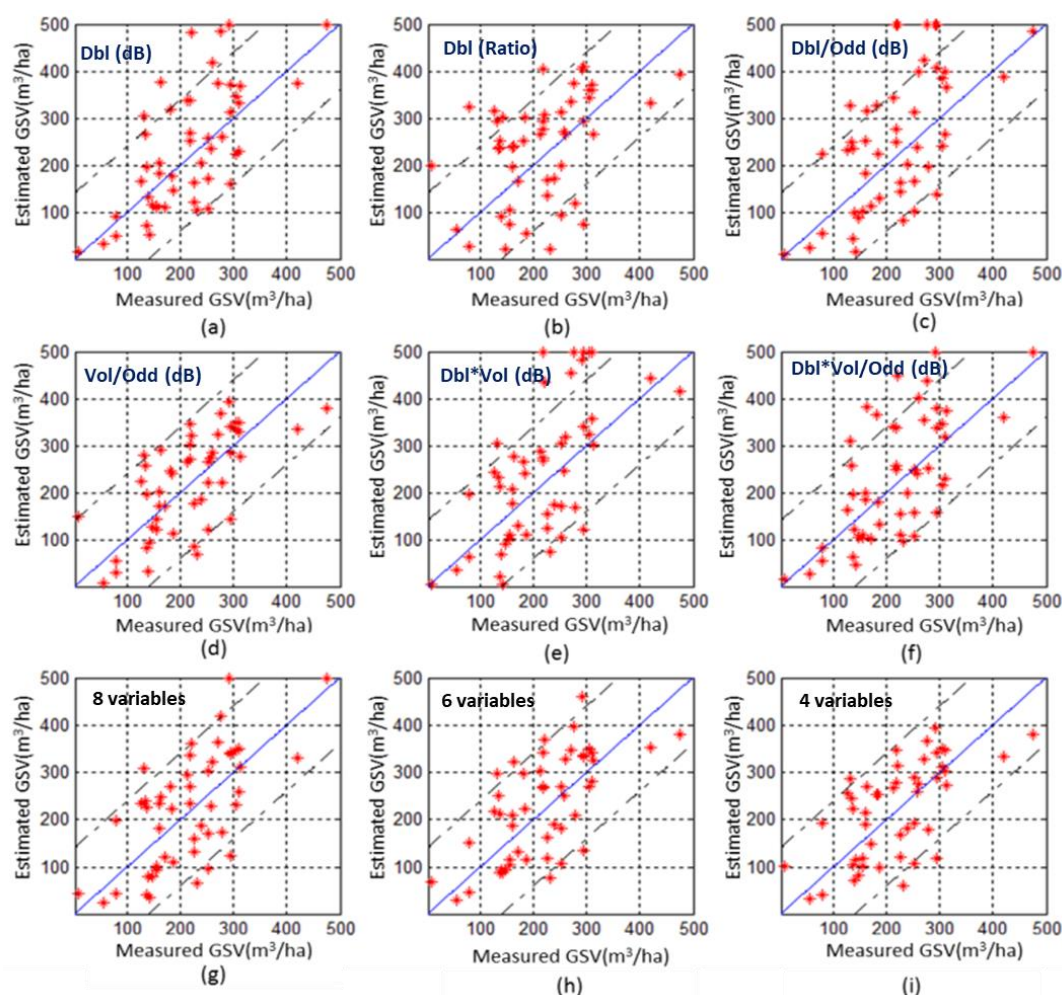 500
400
300
200
100
Estimated GSV(m³/ha)
Dbl (dB)
100 200 300 400 500
Measured GSV(m³/ha)
(a)
500
400
300
200
100
Estimated GSV(m³/ha)
Dbl (Ratio)
100 200 300 400 500
Measured GSV(m³/ha)
(b)
500
400
300
200
100
Estimated GSV(m³/ha)
Dbl/Odd (dB)
100 200 300 400 500
Measured GSV(m³/ha)
(c)
500
400
300
200
100
Estimated GSV(m³/ha)
Vol/Odd (dB)
100 200 300 400 500
Measured GSV(m³/ha)
(d)
500
400
300
200
100
Estimated GSV(m³/ha)
Dbl*Vol (dB)
100 200 300 400 500
Measured GSV(m³/ha)
(e)
500
400
300
200
100
Estimated GSV(m³/ha)
Dbl*Vol/Odd (dB)
100 200 300 400 500
Measured GSV(m³/ha)
(f)
500
400
300
200
100
Estimated GSV(m³/ha)
8 variables
100 200 300 400 500
Measured GSV(m³/ha)
(g)
500
400
300
200
100
Estimated GSV(m³/ha)
6 variables
100 200 300 400 500
Measured GSV(m³/ha)
(h)
500
400
300
200
100
Estimated GSV(m³/ha)
4 variables
100 200 300 400 500
Measured GSV(m³/ha)
(i)